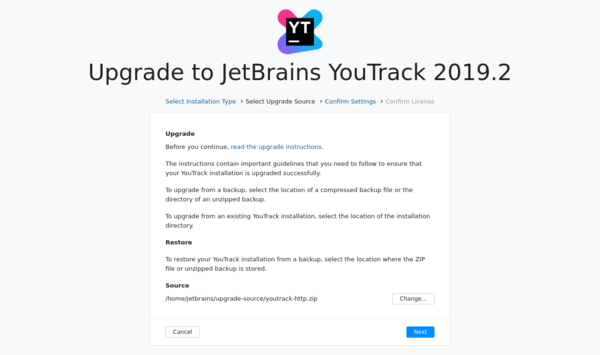 YT
Upgrade to JetBrains YouTrack 2019.2
Select Installation Type › Select Upgrade Source › Confirm Settings › Confirm License
Upgrade
Before you continue, read the upgrade instructions.
The instructions contain important guidelines that you need to follow to ensure that
your YouTrack installation is upgraded successfully.
To upgrade from a backup, select the location of a compressed backup file or the
directory of an unzipped backup.
To upgrade from an existing YouTrack installation, select the location of the installation
directory.
Restore
To restore your YouTrack installation from a backup, select the location where the ZIP
file or unzipped backup is stored.
Source
/home/jetbrains/upgrade-source/youtrack-http.zip Change...
Cancel Next